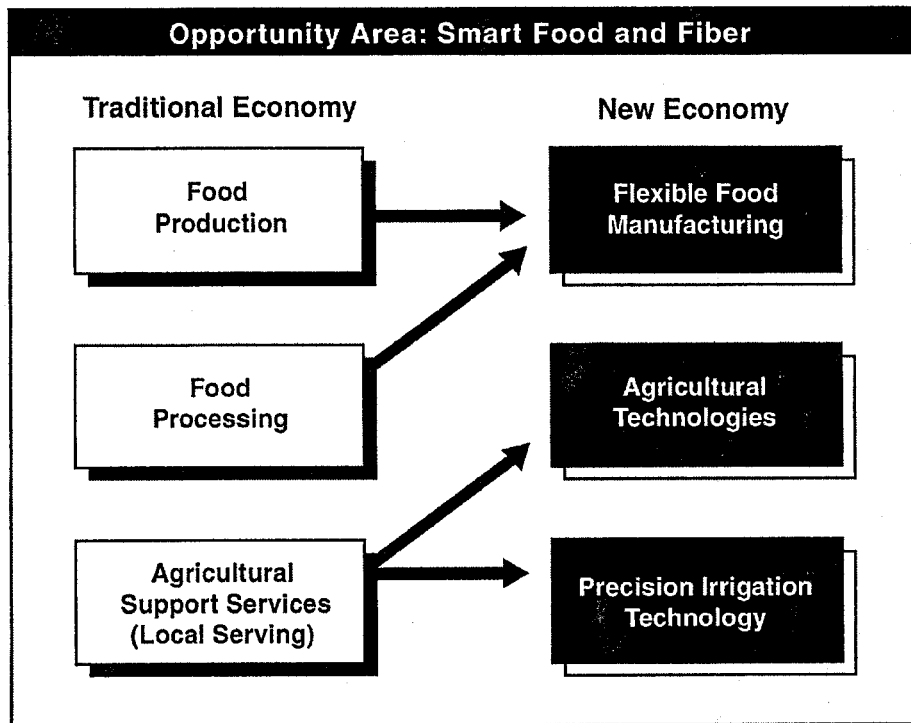 Opportunity Area: Smart Food and Fiber
Traditional Economy
New Economy
Food
Production
Flexible Food
Manufacturing
Food
Processing
Agricultural
Technologies
Agricultural
Support Services
(Local Serving)
Precision Irrigation
Technology